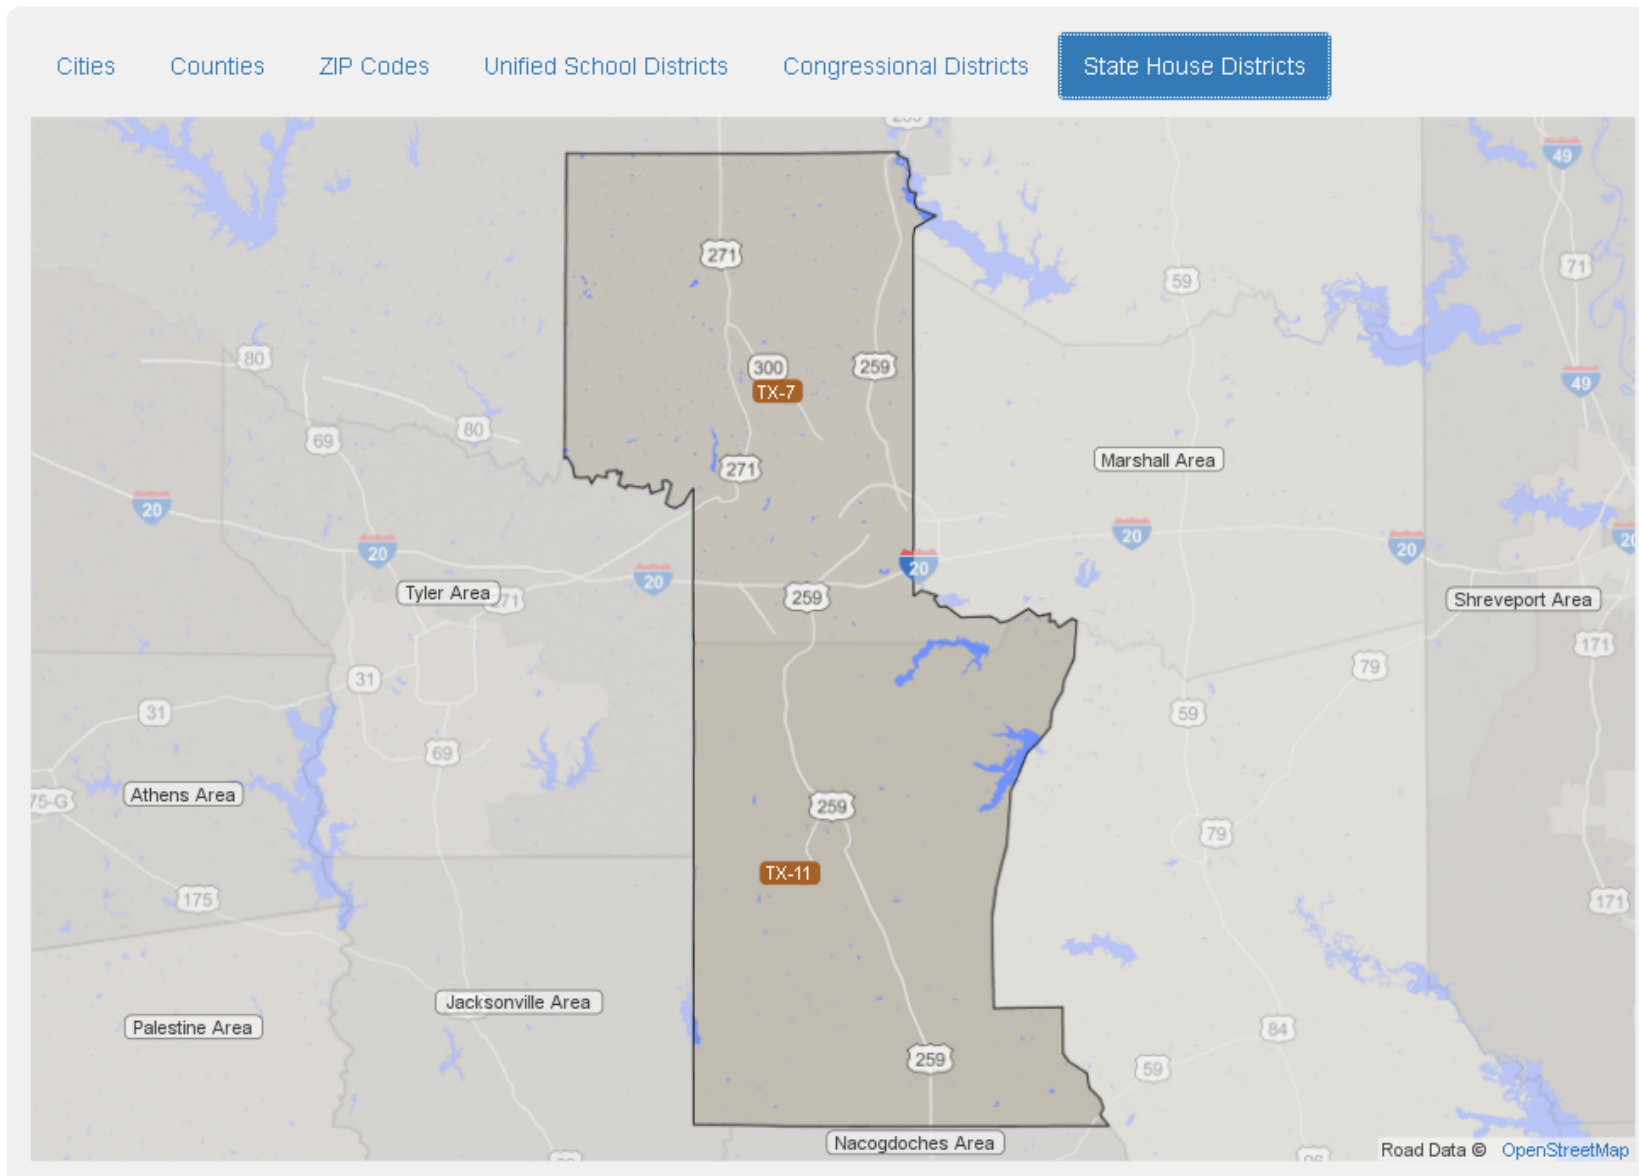 Cities Counties ZIP Codes Unified School Districts Congressional Districts State House Districts
49
271
59
71
80
300
259
TX-7
49
80
69
271
Marshall Area
20
20
20
20
20
20
20
Tyler Area
271
259
Shreveport Area
171
31
79
59
31
69
Athens Area
75-G
259
79
TX-11
175
171
Jacksonville Area
Palestine Area
84
259
59
Nacogdoches Area
Road Data © OpenStreetMap